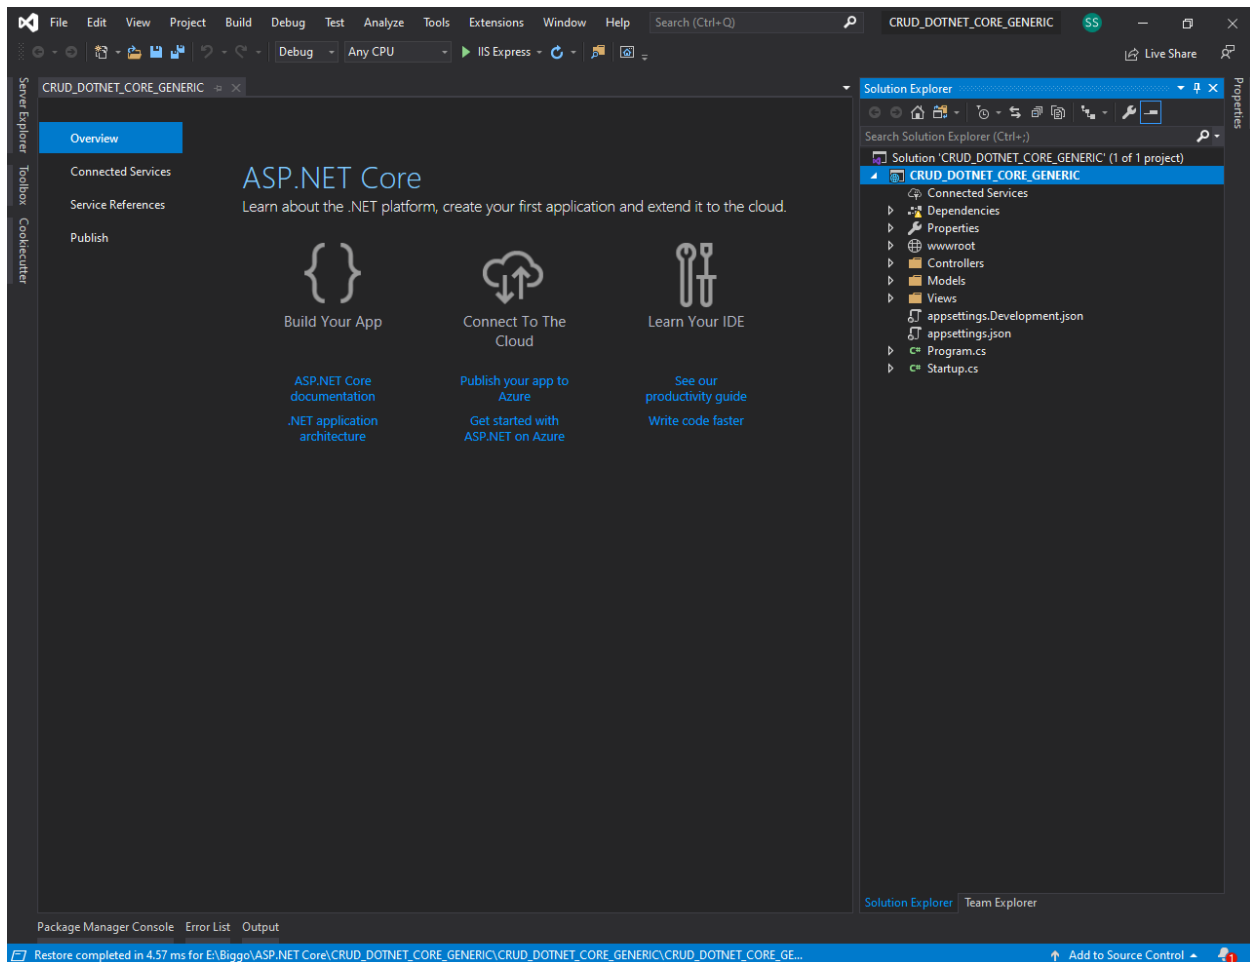 File Edit View Project Build Debug Test Analyze Tools Extensions Window Help Search (Ctrl+Q) CRUD_DOTNET_CORE_GENERIC SS
Debug Any CPU IIS Express Live Share
Server Explorer
Toolbox
Cookiecutter
CRUD_DOTNET_CORE_GENERIC
Overview
Connected Services
Service References
Publish
ASP.NET Core
Learn about the .NET platform, create your first application and extend it to the cloud.
Build Your App
ASP.NET Core
documentation
.NET application
architecture
Connect To The
Cloud
Publish your app to
Azure
Get started with
ASP.NET on Azure
Learn Your IDE
See our
productivity guide
Write code faster
Solution Explorer
Search Solution Explorer (Ctrl+;)
Solution 'CRUD_DOTNET_CORE_GENERIC' (1 of 1 project)
CRUD_DOTNET_CORE_GENERIC
Connected Services
Dependencies
Properties
wwwroot
Controllers
Models
Views
appsettings.Development.json
appsettings.json
C# Program.cs
C# Startup.cs
Solution Explorer Team Explorer
Properties
Package Manager Console Error List Output
Restore completed in 4.57 ms for E:\Biggo\ASP.NET Core\CRUD_DOTNET_CORE_GENERIC\CRUD_DOTNET_CORE_GENERIC\CRUD_DOTNET_CORE_GE... Add to Source Control 1